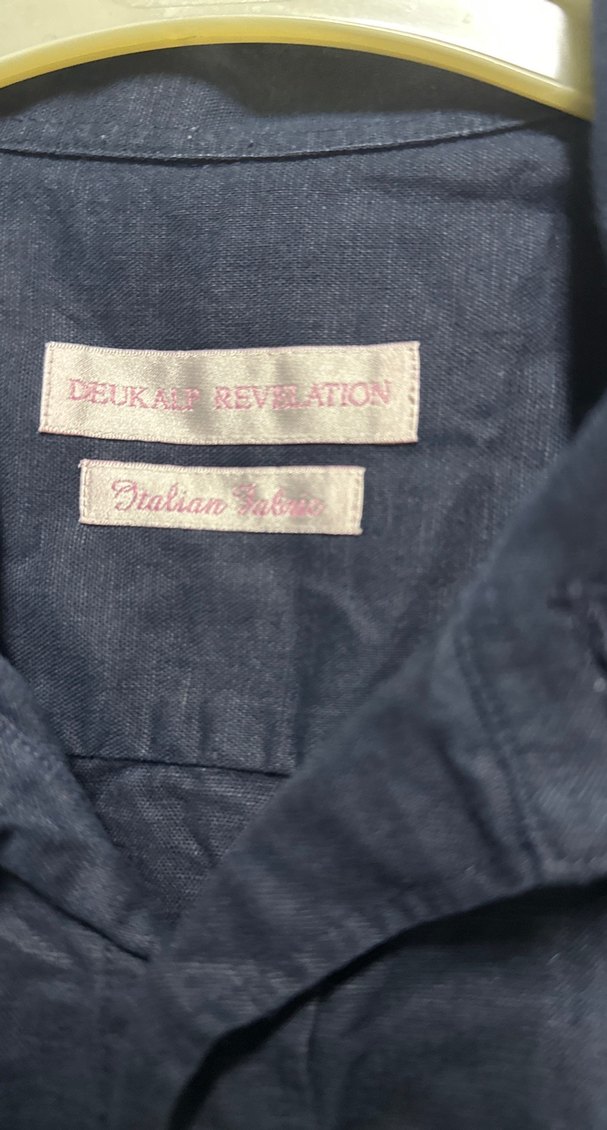 DEUKALP REVELATION
Italian Fabric